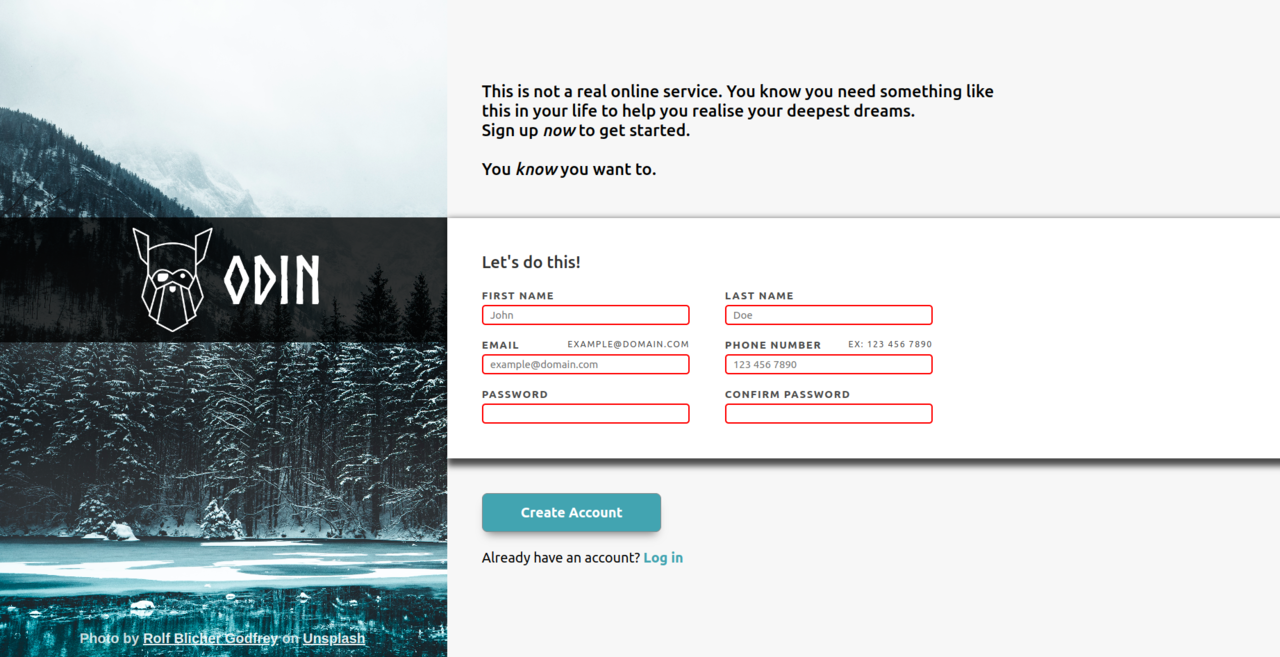 This is not a real online service. You know you need something like
this in your life to help you realise your deepest dreams.
Sign up now to get started.
You know you want to.
ODIN
Let's do this!
FIRST NAME
LAST NAME
John
Doe
EMAIL
EXAMPLE@DOMAIN.COM
PHONE NUMBER
EX: 123 456 7890
example@domain.com
123 456 7890
PASSWORD
CONFIRM PASSWORD
Create Account
Already have an account? Log in
Photo by Rolf Blicher Godfrey on Unsplash